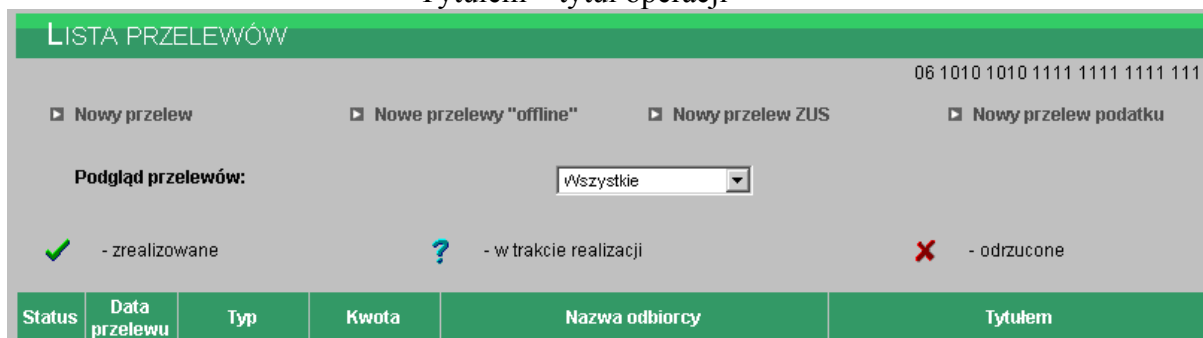 LISTA PRZELEWÓW
06 1010 1010 1111 1111 1111 111
Nowy przelew Nowe przelewy "offline" Nowy przelew ZUS Nowy przelew podatku
Podgląd przelewów: Wszystkie
- zrealizowane ? - w trakcie realizacji - odrzucone
Status Data przelewu Typ Kwota Nazwa odbiorcy Tytułem